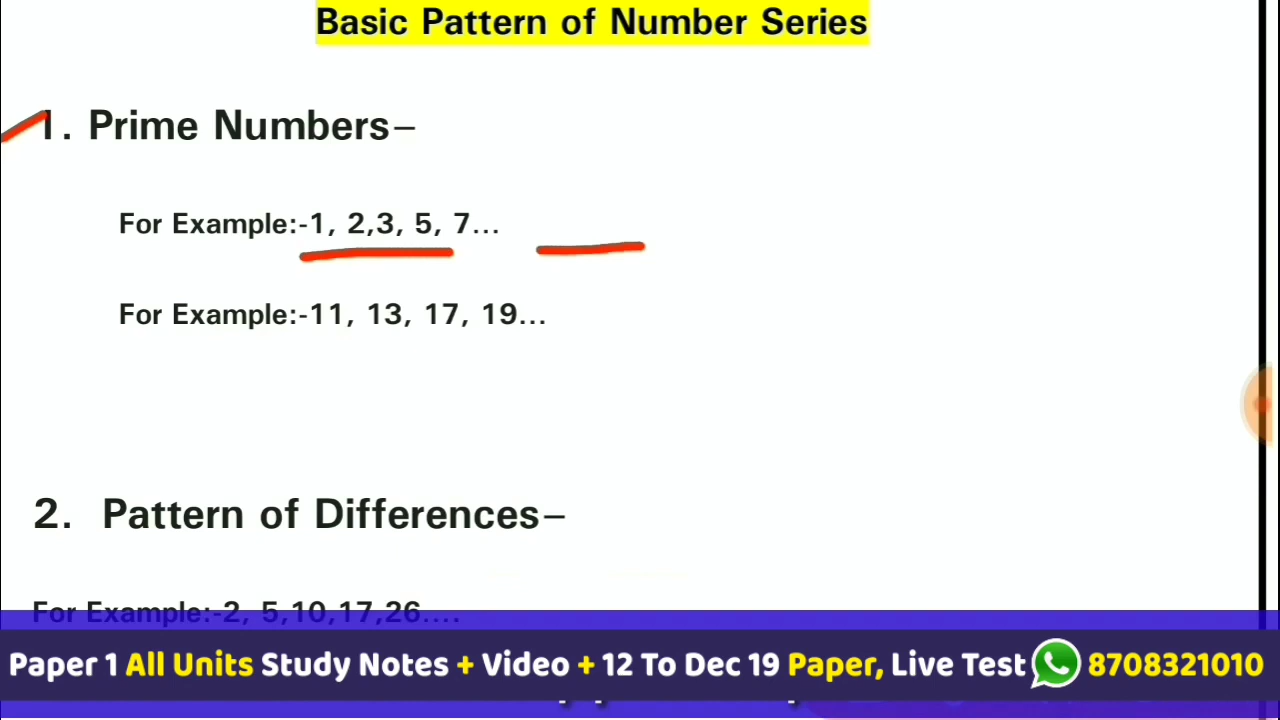 Basic Pattern of Number Series
1. Prime Numbers–
For Example:-1, 2,3, 5, 7...
For Example:-11, 13, 17, 19...
2. Pattern of Differences–
For Example:-2, 5,10,17,26....
Paper 1 All Units Study Notes + Video + 12 To Dec 19 Paper, Live Test 8708321010